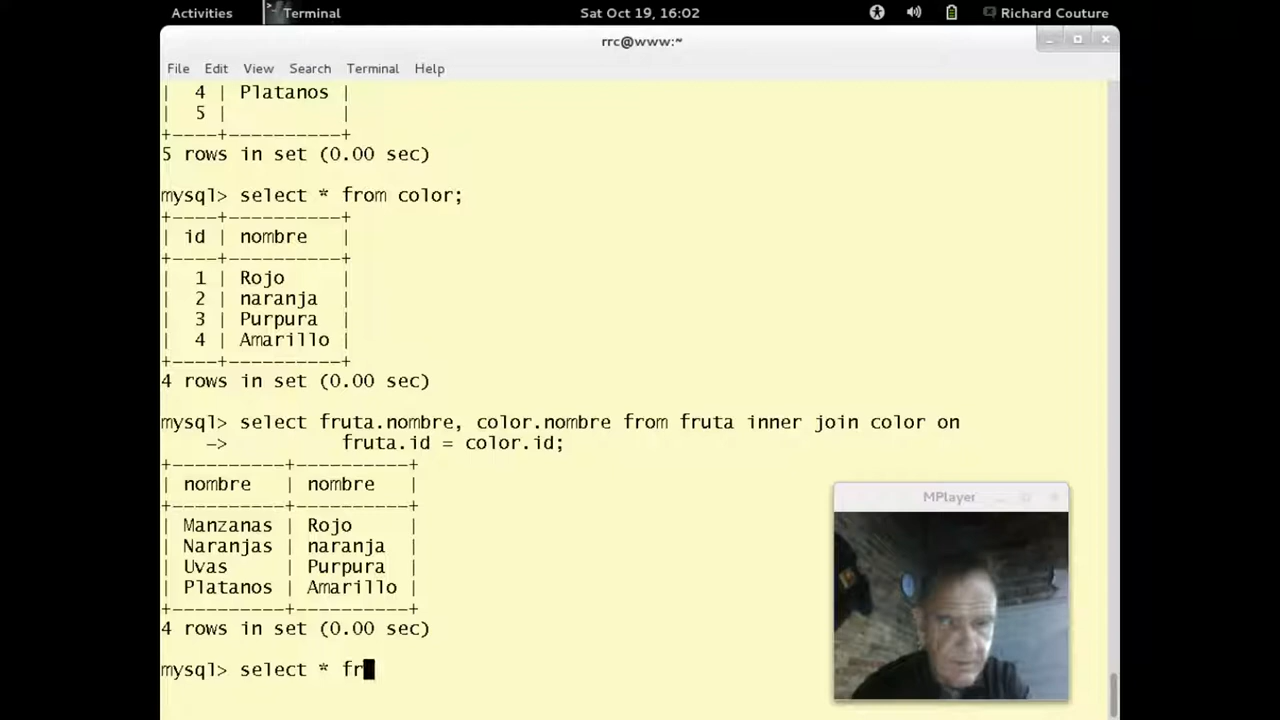 Activities Terminal Sat Oct 19, 16:02 Richard Couture
rrc@www:~
File Edit View Search Terminal Help
| 4 | Platanos |
| 5 | |
+----+----------+
5 rows in set (0.00 sec)
mysql> select * from color;
+----+----------+
| id | nombre |
+----+----------+
| 1 | Rojo |
| 2 | naranja |
| 3 | Purpura |
| 4 | Amarillo |
+----+----------+
4 rows in set (0.00 sec)
mysql> select fruta.nombre, color.nombre from fruta inner join color on
-> fruta.id = color.id;
+----------+----------+
| nombre | nombre |
+----------+----------+
| Manzanas | Rojo |
| Naranjas | naranja |
| Uvas | Purpura |
| Platanos | Amarillo |
+----------+----------+
4 rows in set (0.00 sec)
mysql> select * fr
MPlayer